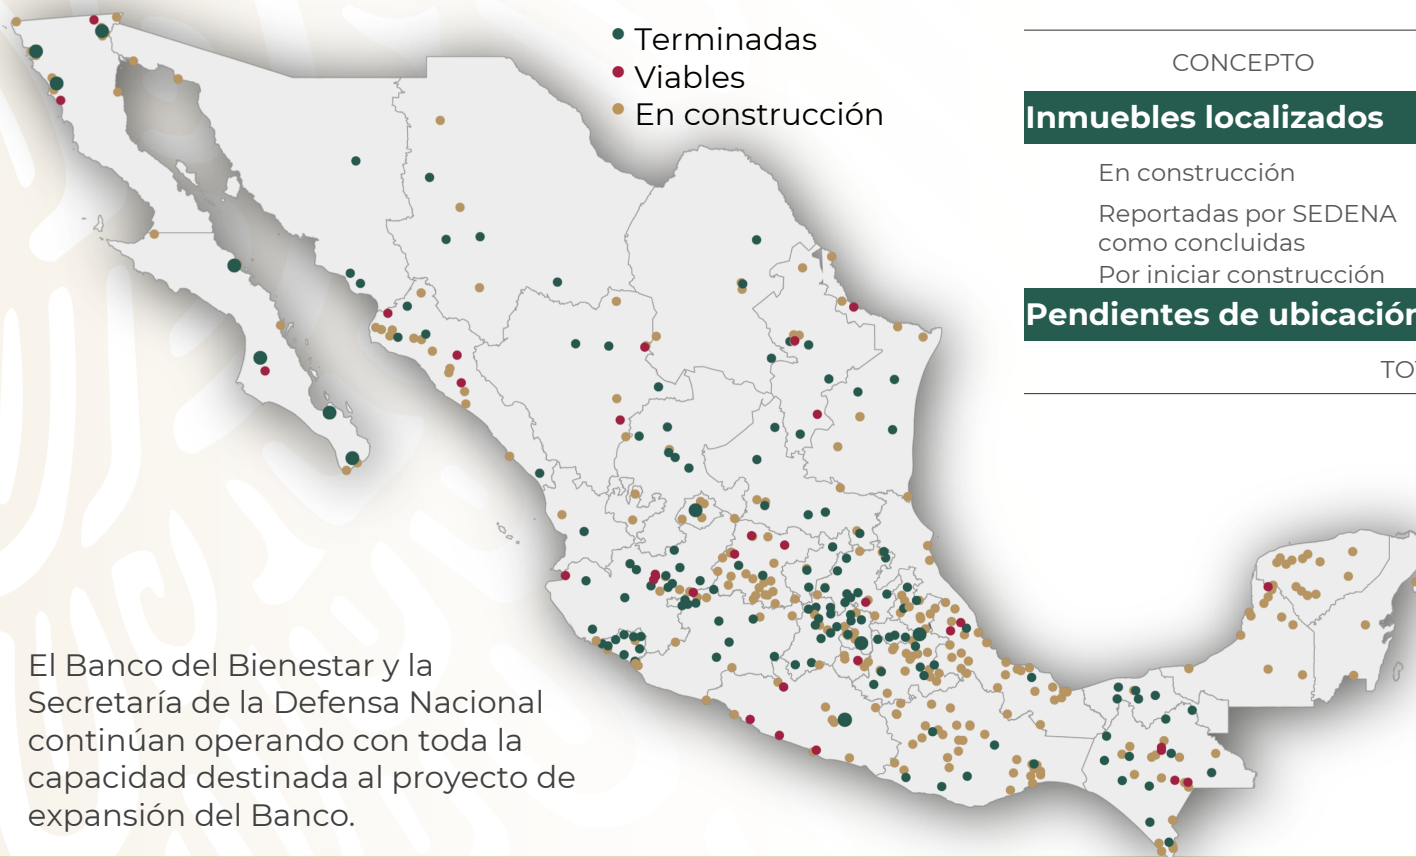 Terminadas
Viables
En construcción
CONCEPTO
Inmuebles localizados
En construcción
Reportadas por SEDENA
como concluidas
Por iniciar construcción
Pendientes de ubicación
El Banco del Bienestar y la
Secretaría de la Defensa Nacional
continúan operando con toda la
capacidad destinada al proyecto de
expansión del Banco.